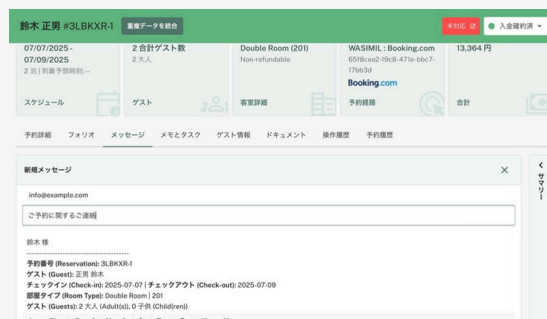 鈴木 正男 #3LBKXR-1 重複データを統合 未対応 入金確約済
07/07/2025 -
07/09/2025
2 泊 | 到着予想時刻:--
スケジュール
2 合計ゲスト数
2 大人
ゲスト
Double Room (201)
Non-refundable
客室詳細
WASIMIL : Booking.com
65f8cea2-19c8-471e-bbc7-
17bb3d
Booking.com
予約経路
13,364 円
合計
予約詳細 フォリオ メッセージ メモとタスク ゲスト情報 ドキュメント 操作履歴 予約履歴
新規メッセージ
サマリー
info@example.com
ご予約に関するご連絡
鈴木 様
------------------------------------
予約番号 (Reservation): 3LBKXR-1
ゲスト (Guest): 正男 鈴木
チェックイン (Check-in): 2025-07-07 | チェックアウト (Check-out): 2025-07-09
部屋タイプ (Room Type): Double Room | 201
ゲスト (Guests): 2 大人 (Adult(s)), 0 子供 (Child(ren))